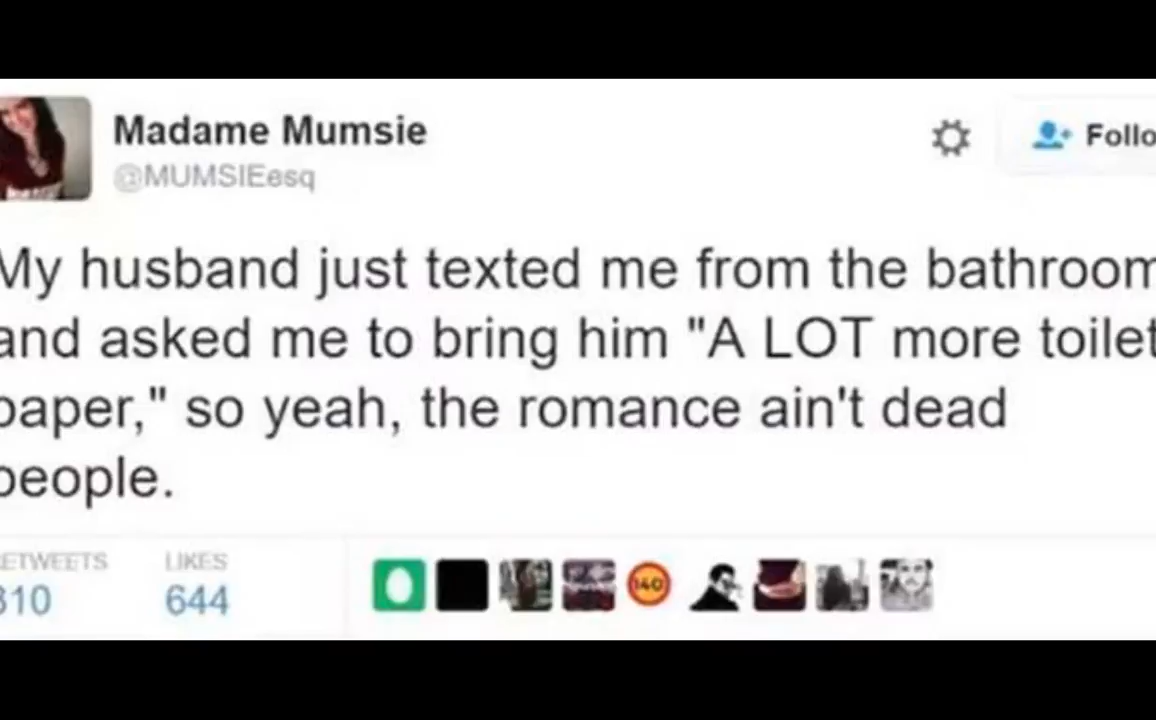 Madame Mumsie
@MUMSIEesq
Follo
My husband just texted me from the bathroom
and asked me to bring him "A LOT more toilet
paper," so yeah, the romance ain't dead
people.
ETWEETS LIKES
310 644
140